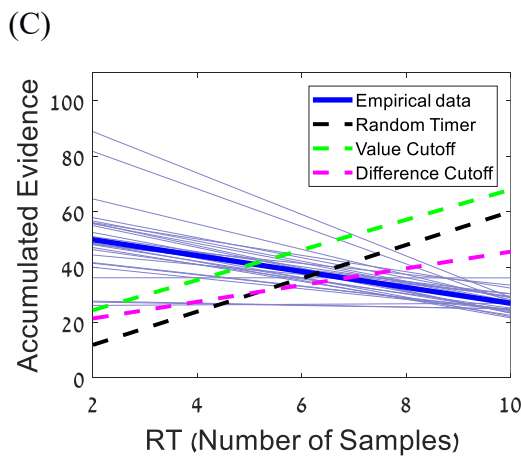 (C)
Accumulated Evidence
100
80
60
40
20
0
Empirical data
Random Timer
Value Cutoff
Difference Cutoff
2 4 6 8 10
RT (Number of Samples)